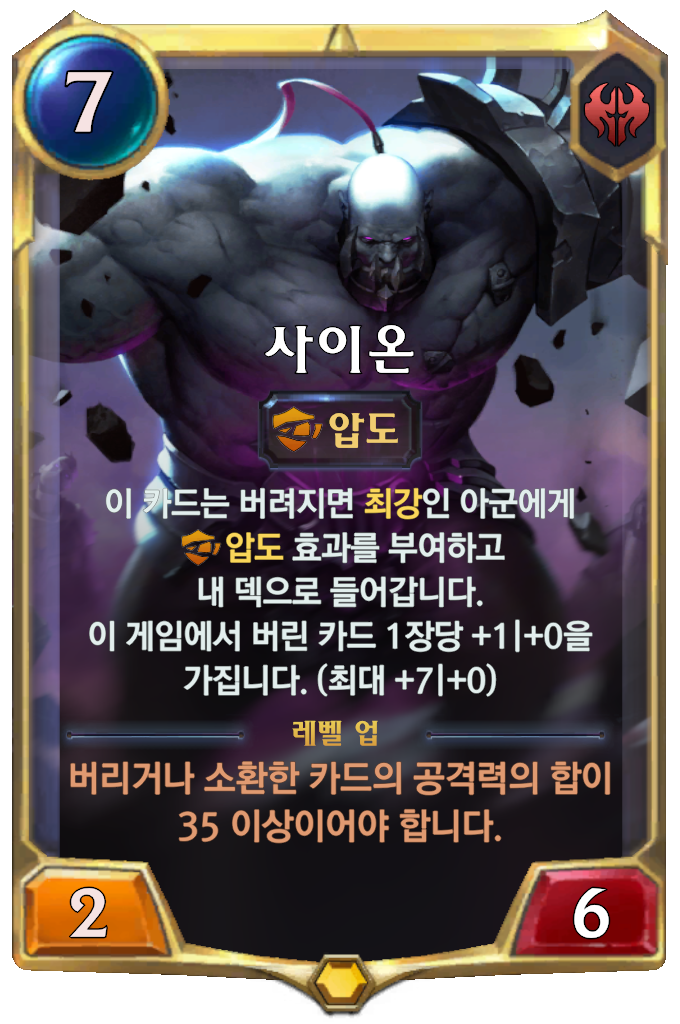 7
사이온
압도
이 카드는 버려지면 최강인 아군에게
압도 효과를 부여하고
내 덱으로 들어갑니다.
이 게임에서 버린 카드 1장당 +1|+0을
가집니다. (최대 +7|+0)
레벨 업
버리거나 소환한 카드의 공격력의 합이
35 이상이어야 합니다.
2
6